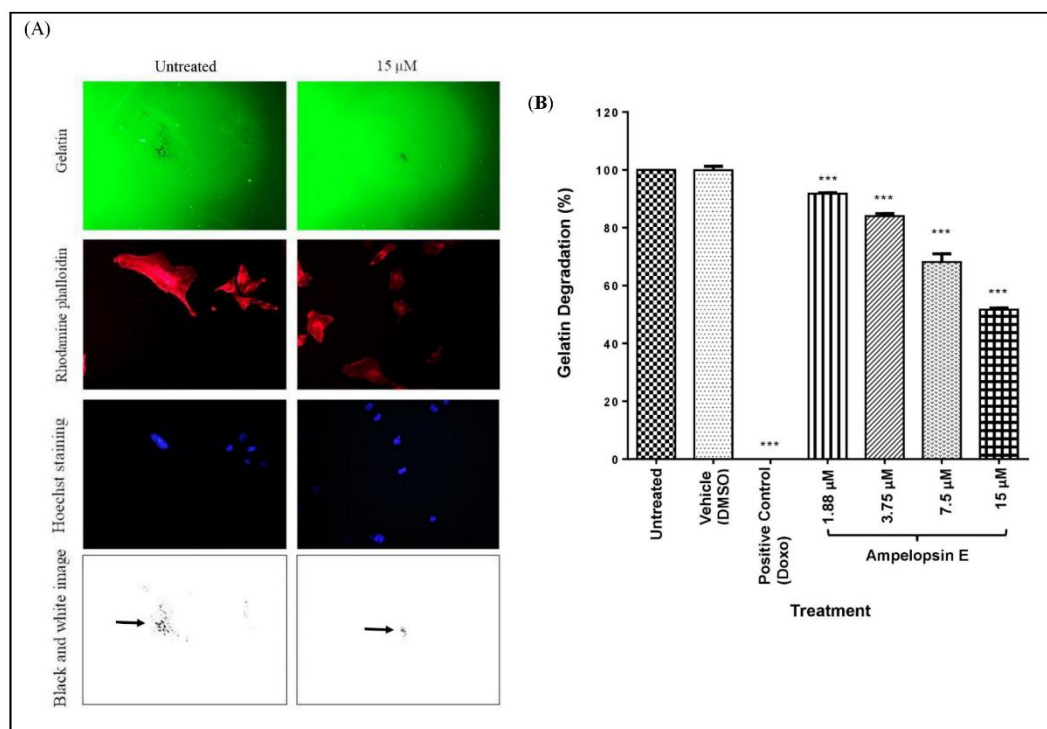 (A)
Untreated
15 µM
Gelatin
Rhodamine phalloidin
Hoechst staining
Black and white image
(B)
Gelatin Degradation (%)
120
100
80
60
40
20
0
***
***
***
***
***
Untreated
Vehicle
(DMSO)
Positive Control
(Doxo)
1.88 µM
3.75 µM
7.5 µM
15 µM
Ampelopsin E
Treatment